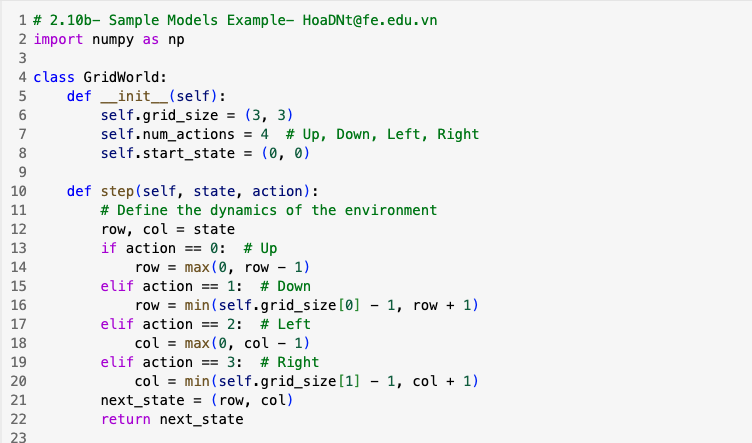 1 # 2.10b– Sample Models Example– HoaDNt@fe.edu.vn
2 import numpy as np
3
4 class GridWorld:
5     def __init__(self):
6         self.grid_size = (3, 3)
7         self.num_actions = 4  # Up, Down, Left, Right
8         self.start_state = (0, 0)
9
10     def step(self, state, action):
11         # Define the dynamics of the environment
12         row, col = state
13         if action == 0:  # Up
14             row = max(0, row - 1)
15         elif action == 1:  # Down
16             row = min(self.grid_size[0] - 1, row + 1)
17         elif action == 2:  # Left
18             col = max(0, col - 1)
19         elif action == 3:  # Right
20             col = min(self.grid_size[1] - 1, col + 1)
21         next_state = (row, col)
22         return next_state
23